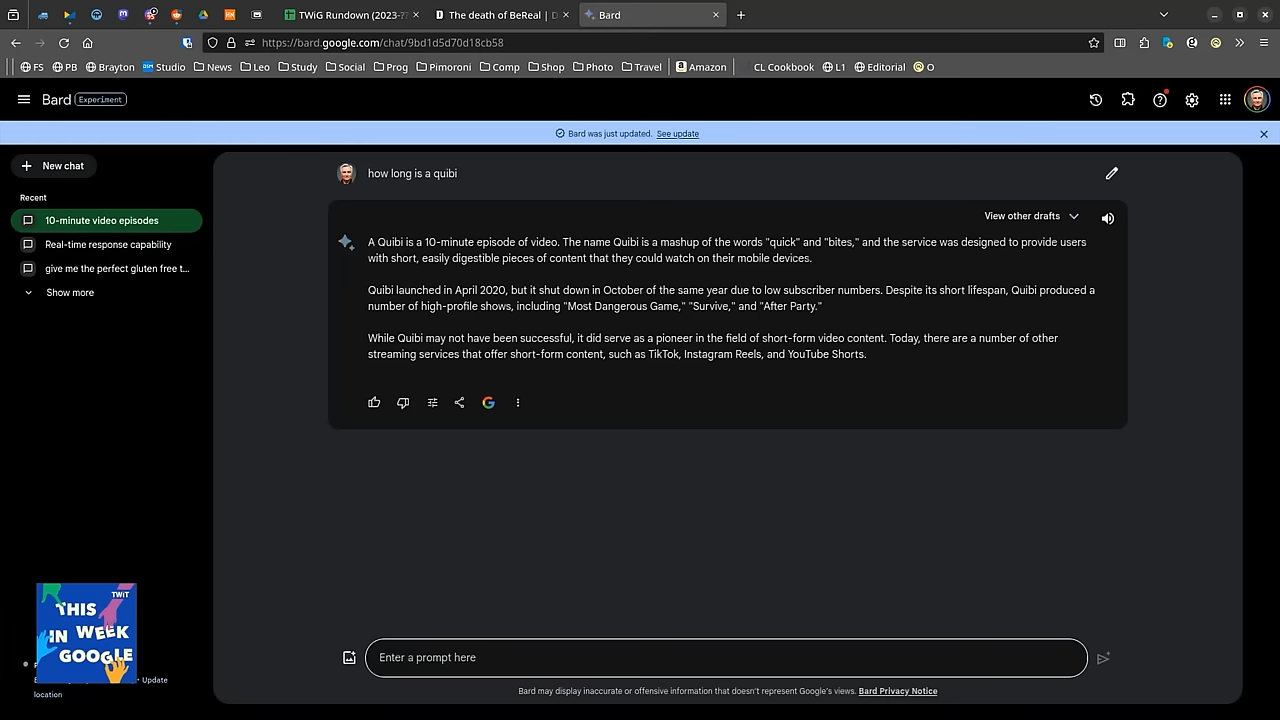 TWiG Rundown (2023-??
The death of BeReal | D
Bard
https://bard.google.com/chat/9bd1d5d70d18cb58
FS PB Brayton Studio News Leo Study Social Prog Pimoroni Comp Shop Photo Travel Amazon CL Cookbook L1 Editorial O
Bard Experiment
Bard was just updated. See update
New chat
Recent
10-minute video episodes
Real-time response capability
give me the perfect gluten free t...
Show more
how long is a quibi
View other drafts
A Quibi is a 10-minute episode of video. The name Quibi is a mashup of the words "quick" and "bites," and the service was designed to provide users
with short, easily digestible pieces of content that they could watch on their mobile devices.
Quibi launched in April 2020, but it shut down in October of the same year due to low subscriber numbers. Despite its short lifespan, Quibi produced a
number of high-profile shows, including "Most Dangerous Game," "Survive," and "After Party."
While Quibi may not have been successful, it did serve as a pioneer in the field of short-form video content. Today, there are a number of other
streaming services that offer short-form content, such as TikTok, Instagram Reels, and YouTube Shorts.
TWiT
THIS
IN WEEK
GOOGLE
Update
location
Enter a prompt here
Bard may display inaccurate or offensive information that doesn't represent Google's views. Bard Privacy Notice